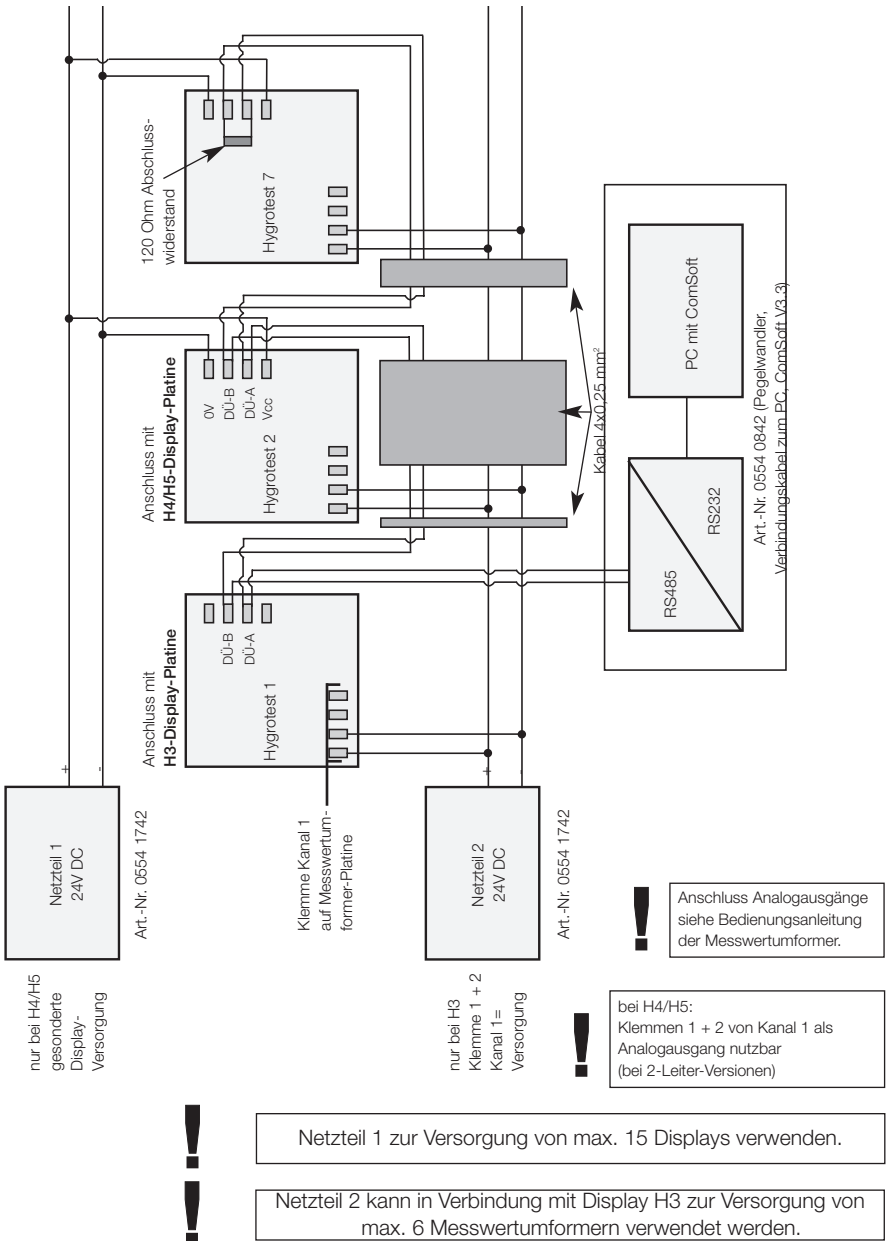 120 Ohm Abschluss-
widerstand
Hygrotest 7
Anschluss mit
H4/H5-Display-Platine
0V
DÜ-B
DÜ-A
Vcc
Hygrotest 2
Kabel 4x0,25 mm²
PC mit ComSoft
RS232
RS485
Art.-Nr. 0554 0842 (Pegelwandler,
Verbindungskabel zum PC, ComSoft V3.3)
Anschluss mit
H3-Display-Platine
DÜ-B
DÜ-A
Hygrotest 1
Klemme Kanal 1
auf Messwertum-
former-Platine
+
-
Netzteil 1
24V DC
Art.-Nr. 0554 1742
nur bei H4/H5
gesonderte
Display-
Versorgung
+
-
Netzteil 2
24V DC
Art.-Nr. 0554 1742
nur bei H3
Klemme 1 + 2
Kanal 1=
Versorgung
!
Anschluss Analogausgänge
siehe Bedienungsanleitung
der Messwertumformer.
!
bei H4/H5:
Klemmen 1 + 2 von Kanal 1 als
Analogausgang nutzbar
(bei 2-Leiter-Versionen)
!
Netzteil 1 zur Versorgung von max. 15 Displays verwenden.
!
Netzteil 2 kann in Verbindung mit Display H3 zur Versorgung von
max. 6 Messwertumformern verwendet werden.